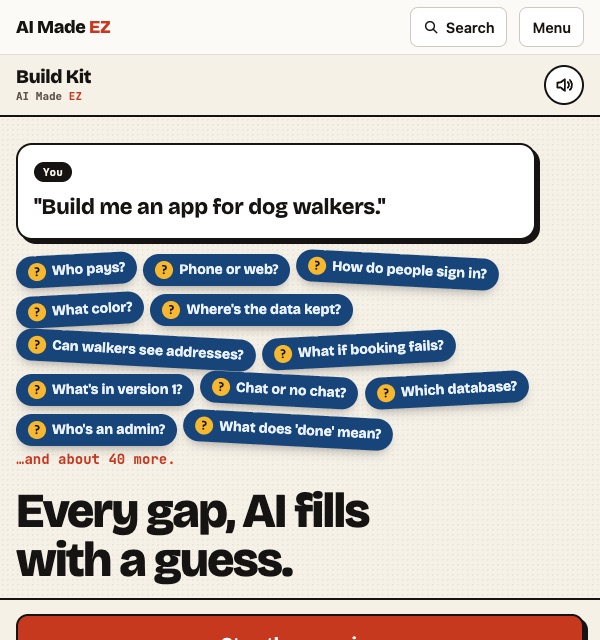 AI Made EZ
Search
Menu
Build Kit
AI Made EZ
You
"Build me an app for dog walkers."
? Who pays?
? Phone or web?
? How do people sign in?
? What color?
? Where's the data kept?
? Can walkers see addresses?
? What if booking fails?
? What's in version 1?
? Chat or no chat?
? Which database?
? Who's an admin?
? What does 'done' mean?
…and about 40 more.
Every gap, AI fills
with a guess.